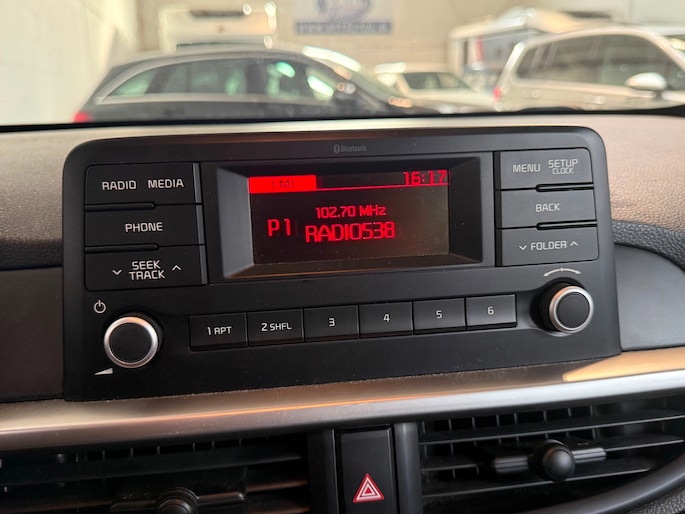 Bluetooth
RADIO MEDIA
PHONE
SEEK
TRACK
16:17
102.70 MHz
P1 RADIO538
MENU SETUP
CLOCK
BACK
FOLDER
1 RPT 2 SHFL 3 4 5 6